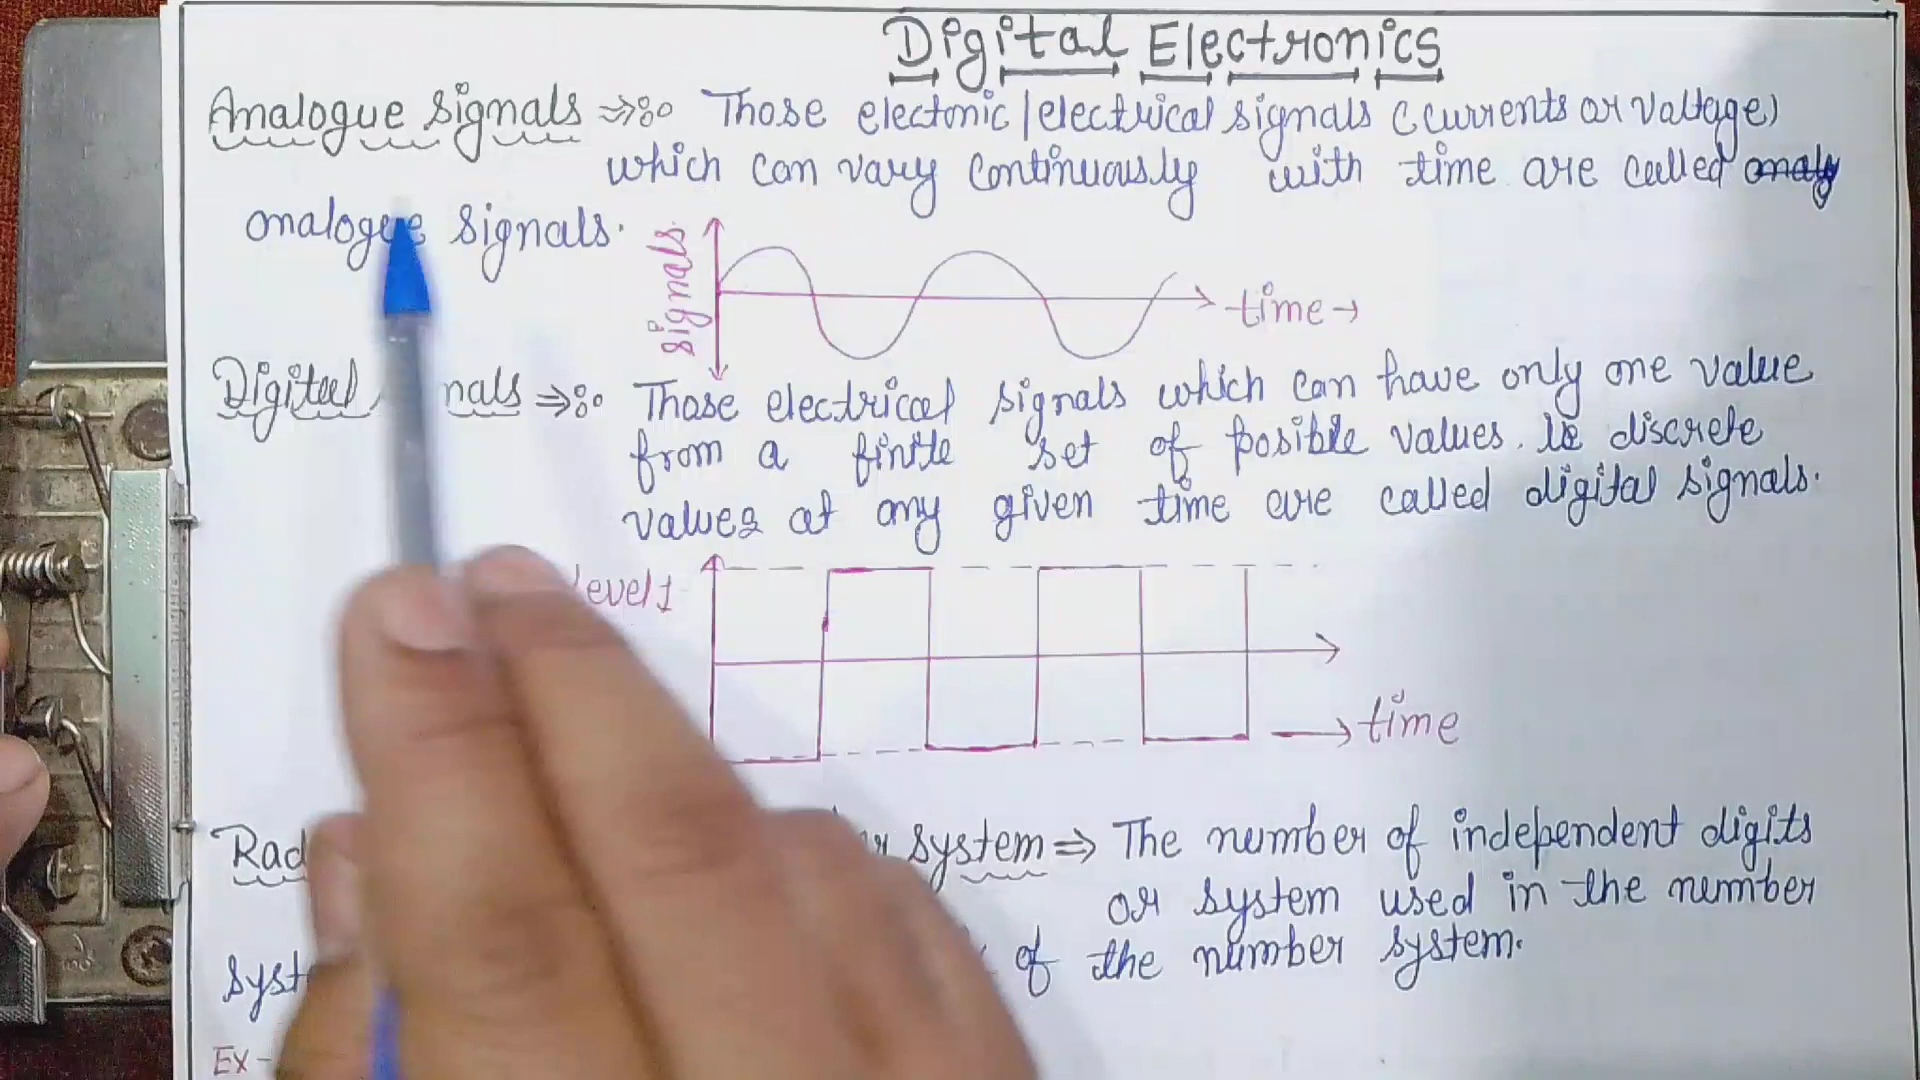 Digital Electronics
Analogue signals ⇒:o Those electonic/electrical signals (currents or voltage)
which can vary continuously with time are called analy
analogue signals.
signals
time →
Digital nals ⇒:o Those electrical signals which can have only one value
from a finite set of posible values. ie discrete
values at any given time are called digital signals.
level 1
→ time
Rad system ⇒ The number of independent digits
or system used in the number
syst of the number system.
Ex -